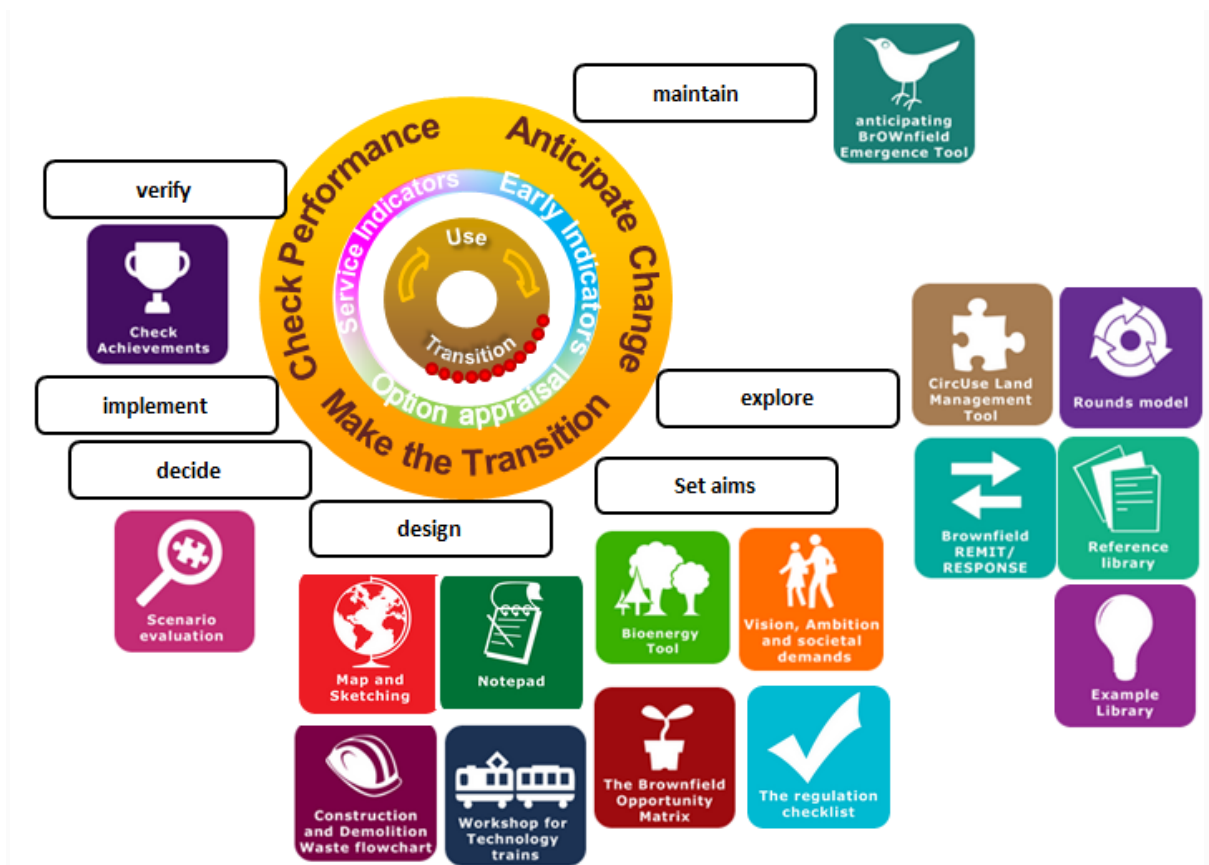 maintain
anticipating
BrOWnfield
Emergence Tool
Check Performance
Anticipate Change
Make the Transition
Service Indicators
Early Indicators
Option appraisal
Use
Transition
verify
Check
Achievements
implement
decide
Scenario
evaluation
design
Map and
Sketching
Notepad
Construction
and Demolition
Waste flowchart
Workshop for
Technology
trains
Set aims
Bioenergy
Tool
Vision, Ambition
and societal
demands
The Brownfield
Opportunity
Matrix
The regulation
checklist
explore
CircUse Land
Management
Tool
Rounds model
Brownfield
REMIT/
RESPONSE
Reference
library
Example
Library